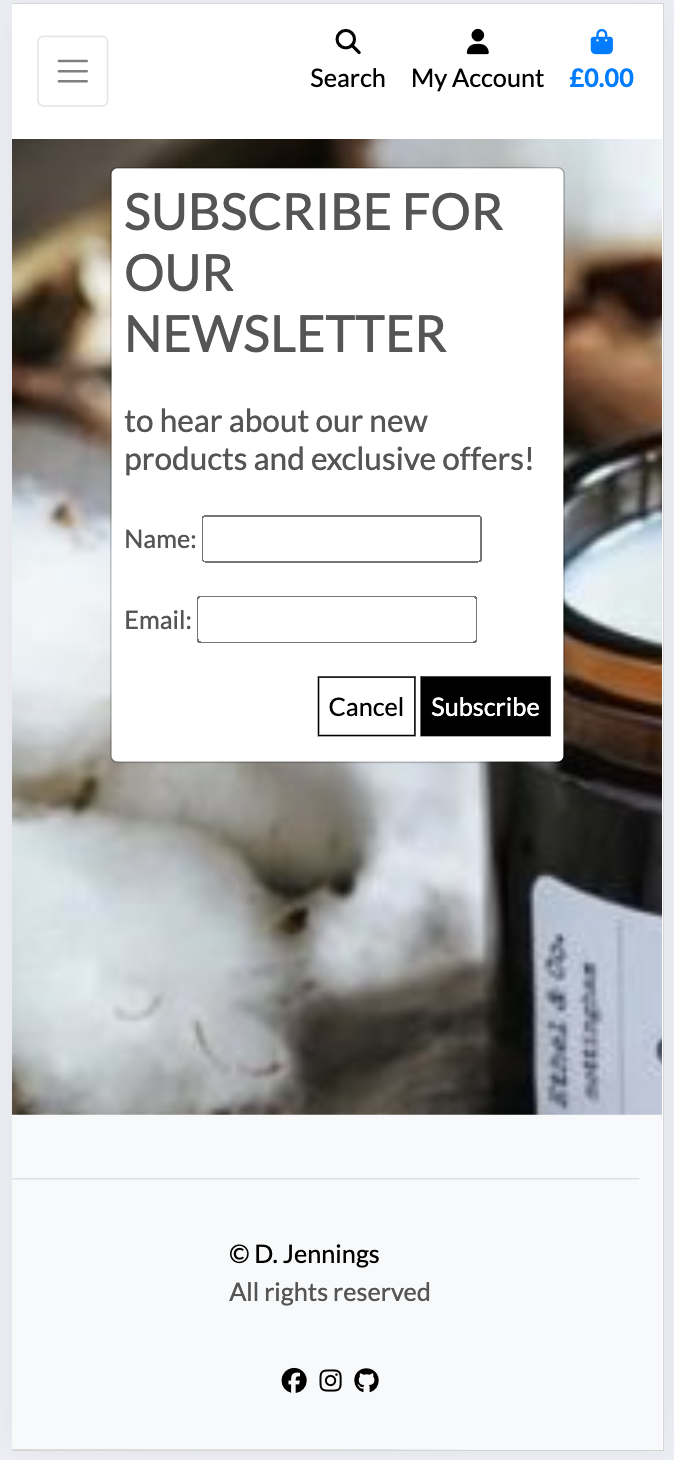 Search My Account £0.00
SUBSCRIBE FOR
OUR
NEWSLETTER
to hear about our new
products and exclusive offers!
Name:
Email:
Cancel Subscribe
Ethel & Co.
nottingham
© D. Jennings
All rights reserved